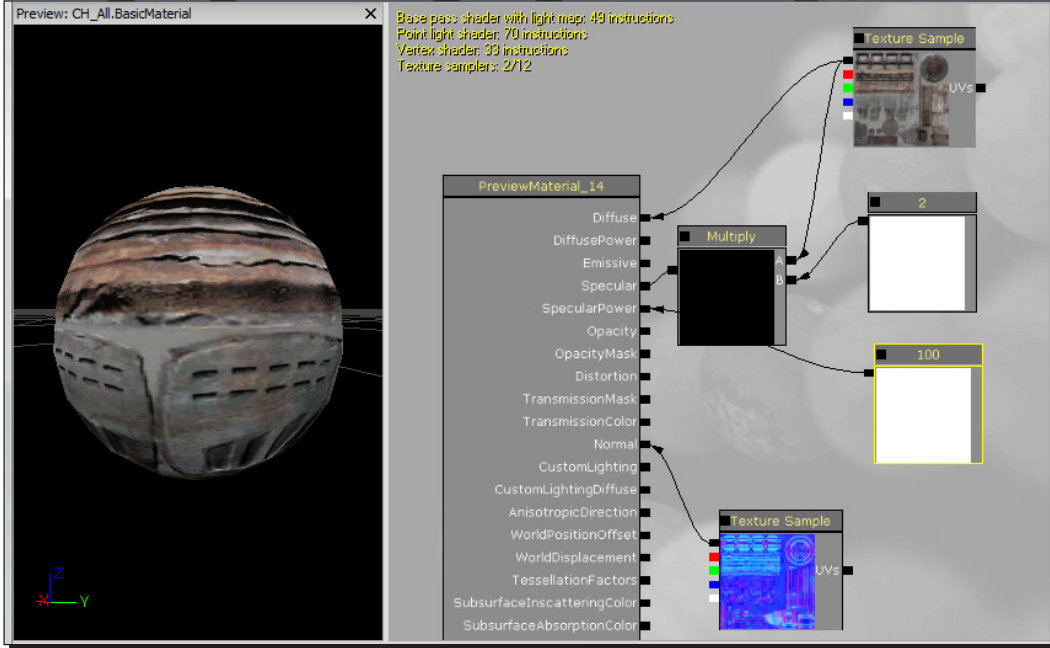 Preview: CH_All.BasicMaterial
Base pass shader with light map: 49 instructions
Point light shader: 70 instructions
Vertex shader: 33 instructions
Texture samplers: 2/12
Texture Sample
UVs
PreviewMaterial_14
Diffuse
DiffusePower
Emissive
Specular
SpecularPower
Opacity
OpacityMask
Distortion
TransmissionMask
TransmissionColor
Normal
CustomLighting
CustomLightingDiffuse
AnisotropicDirection
WorldPositionOffset
WorldDisplacement
TessellationFactors
SubsurfaceInscatteringColor
SubsurfaceAbsorptionColor
Multiply
A
B
2
100
Texture Sample
UVs
Z
X
Y